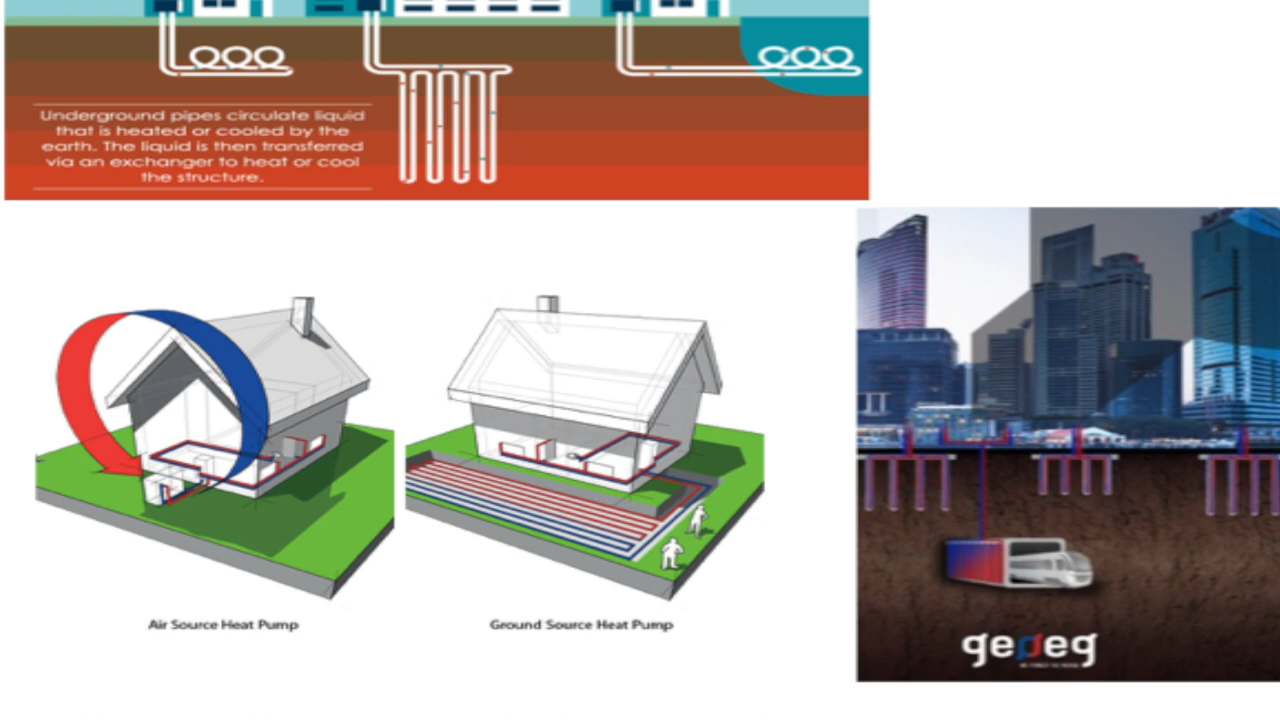 Underground pipes circulate liquid
that is heated or cooled by the
earth. The liquid is then transferred
via an exchanger to heat or cool
the structure.
Air Source Heat Pump
Ground Source Heat Pump